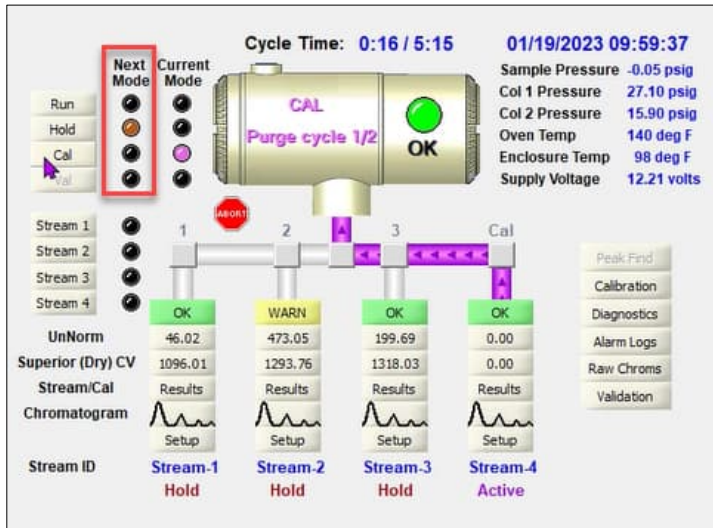 Cycle Time: 0:16 / 5:15
01/19/2023 09:59:37
Next Mode
Current Mode
Run
Hold
Cal
Val
CAL
Purge cycle 1/2
OK
Sample Pressure -0.05 psig
Col 1 Pressure 27.10 psig
Col 2 Pressure 15.90 psig
Oven Temp 140 deg F
Enclosure Temp 98 deg F
Supply Voltage 12.21 volts
ABORT
Stream 1
Stream 2
Stream 3
Stream 4
1 2 3 Cal
OK WARN OK OK
UnNorm 46.02 473.05 199.69 0.00
Superior (Dry) CV 1096.01 1293.76 1318.03 0.00
Stream/Cal Results Results Results Results
Chromatogram
Setup Setup Setup Setup
Stream ID Stream-1 Stream-2 Stream-3 Stream-4
Hold Hold Hold Active
Peak Find
Calibration
Diagnostics
Alarm Logs
Raw Chroms
Validation